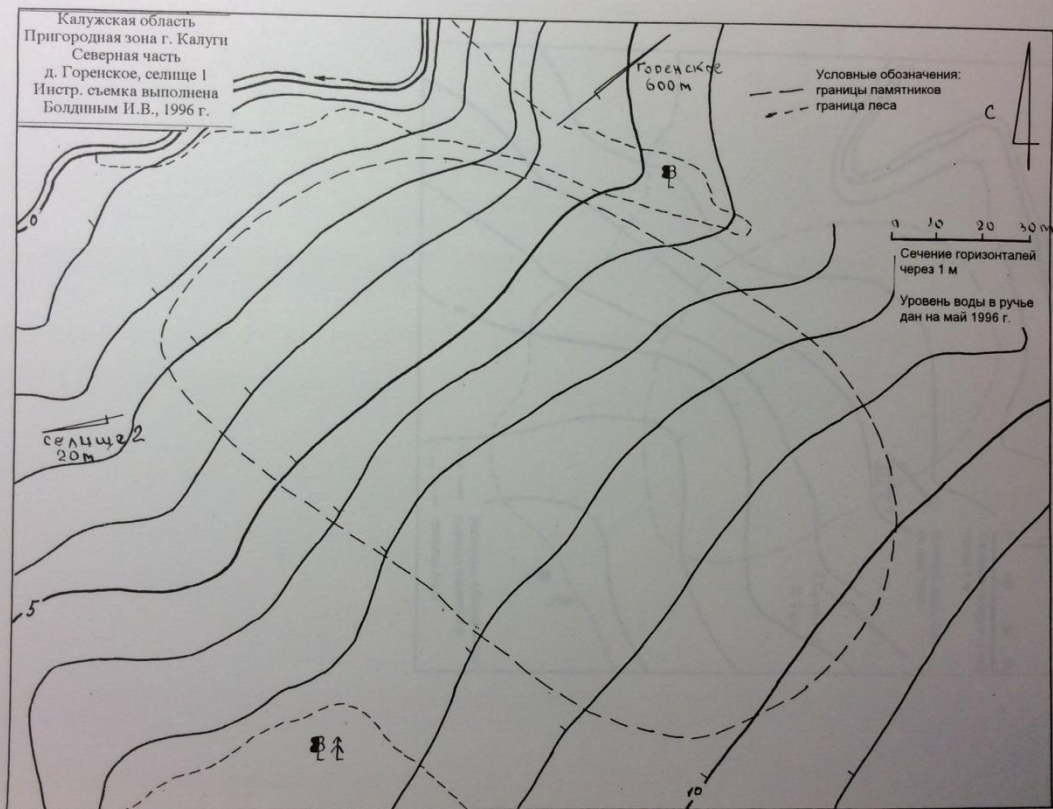 Калужская область
Пригородная зона г. Калуги
Северная часть
д. Горенское, селище 1
Инстр. съемка выполнена
Болдиным И.В., 1996 г.
Горенское
600 м
Условные обозначения:
границы памятников
граница леса
С
0 10 20 30 м
Сечение горизонталей
через 1 м
Уровень воды в ручье
дан на май 1996 г.
0
селище 2
20 м
5
10